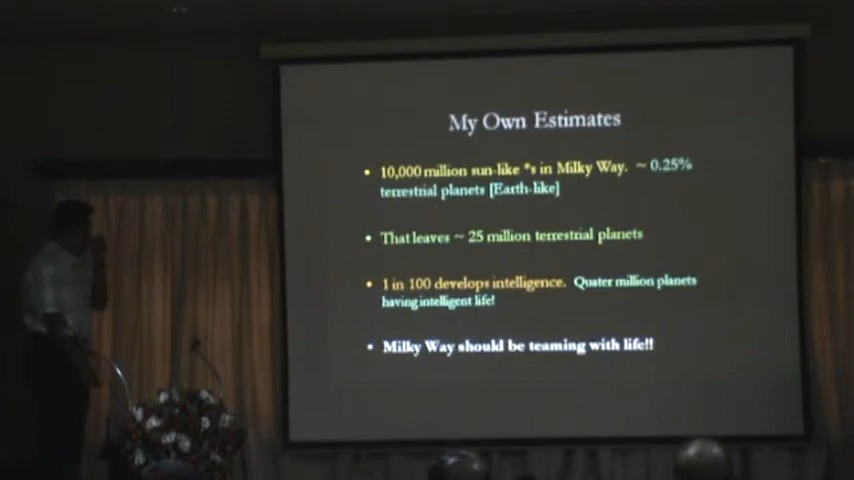 My Own Estimates
• 10,000 million sun-like *s in Milky Way. ~ 0.25%
terrestrial planets [Earth-like]
• That leaves ~ 25 million terrestrial planets
• 1 in 100 develops intelligence. Quater million planets
having intelligent life!
• Milky Way should be teaming with life!!